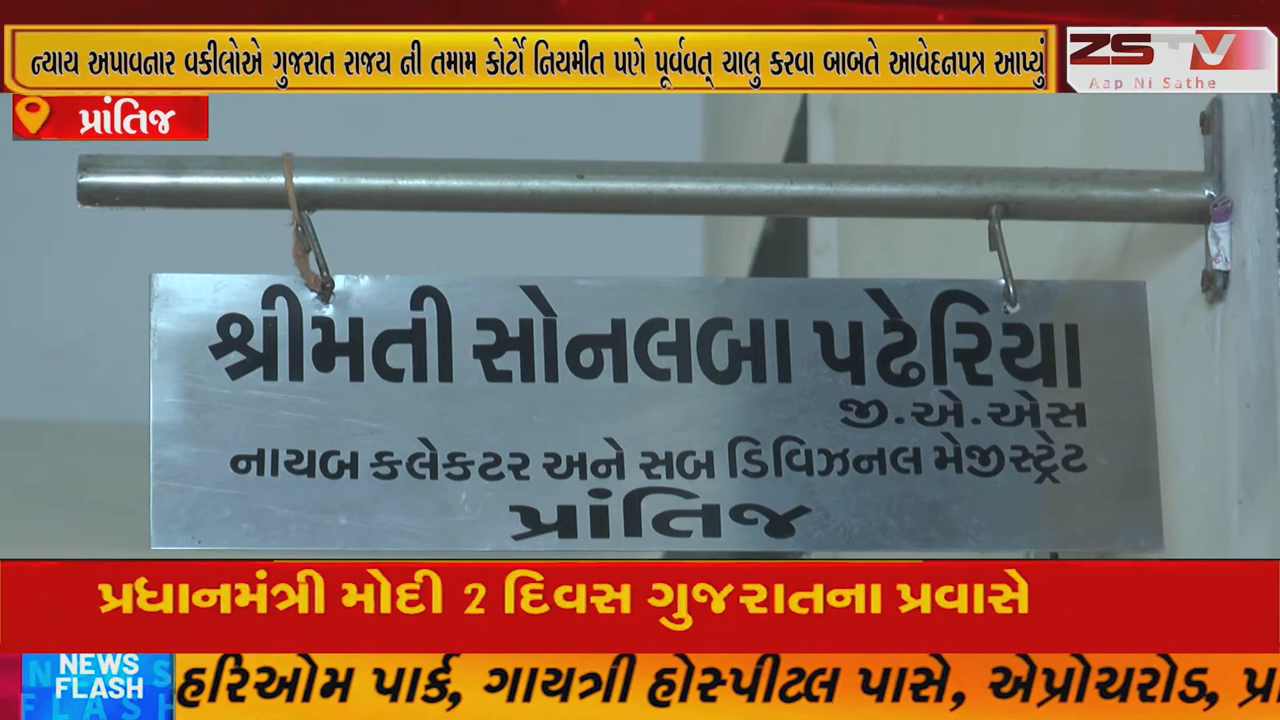 ન્યાય અપાવનાર વકીલોએ ગુજરાત રાજ્ય ની તમામ કોર્ટો નિયમીત પણે પૂર્વવત્ ચાલુ કરવા બાબતે આવેદનપત્ર આપ્યું
ZS TV
Aap Ni Sathe
પ્રાંતિજ
શ્રીમતી સોનલબા પઢેરિયા
જી.એ.એસ
નાયબ કલેકટર અને સબ ડિવિઝનલ મેજીસ્ટ્રેટ
પ્રાંતિજ
પ્રધાનમંત્રી મોદી 2 દિવસ ગુજરાતના પ્રવાસે
NEWS
FLASH
હરિઓમ પાર્ક, ગાયત્રી હોસ્પીટલ પાસે, એપ્રોચરોડ, પ્ર